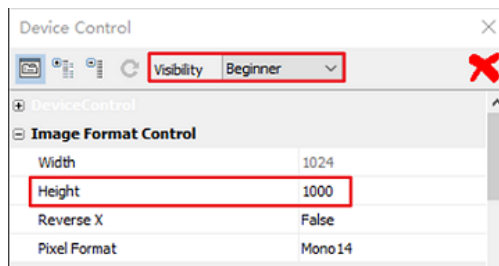 Device Control
Visibility Beginner
DeviceControl
Image Format Control
Width 1024
Height 1000
Reverse X False
Pixel Format Mono14